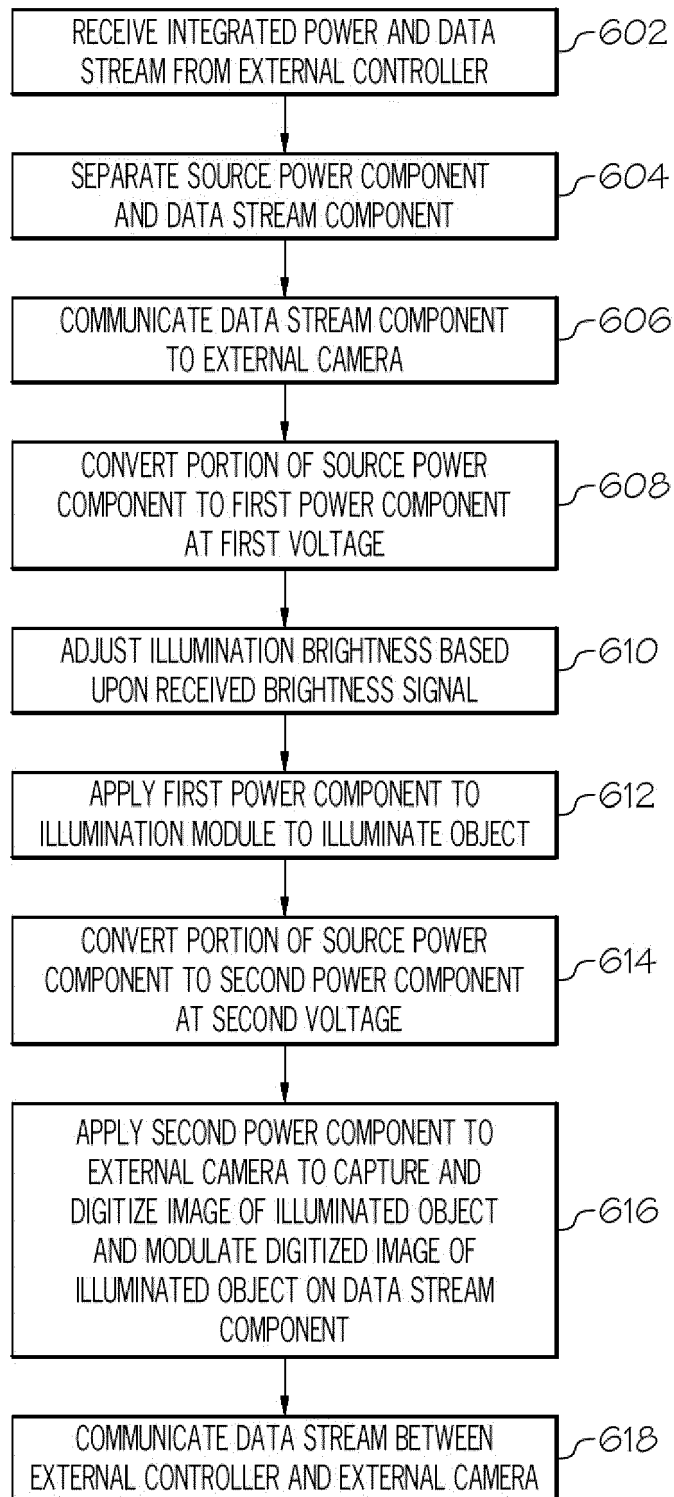 RECEIVE INTEGRATED POWER AND DATA
STREAM FROM EXTERNAL CONTROLLER
602
SEPARATE SOURCE POWER COMPONENT
AND DATA STREAM COMPONENT
604
COMMUNICATE DATA STREAM COMPONENT
TO EXTERNAL CAMERA
606
CONVERT PORTION OF SOURCE POWER
COMPONENT TO FIRST POWER COMPONENT
AT FIRST VOLTAGE
608
ADJUST ILLUMINATION BRIGHTNESS BASED
UPON RECEIVED BRIGHTNESS SIGNAL
610
APPLY FIRST POWER COMPONENT TO
ILLUMINATION MODULE TO ILLUMINATE OBJECT
612
CONVERT PORTION OF SOURCE POWER
COMPONENT TO SECOND POWER COMPONENT
AT SECOND VOLTAGE
614
APPLY SECOND POWER COMPONENT TO
EXTERNAL CAMERA TO CAPTURE AND
DIGITIZE IMAGE OF ILLUMINATED OBJECT
AND MODULATE DIGITIZED IMAGE OF
ILLUMINATED OBJECT ON DATA STREAM
COMPONENT
616
COMMUNICATE DATA STREAM BETWEEN
EXTERNAL CONTROLLER AND EXTERNAL CAMERA
618